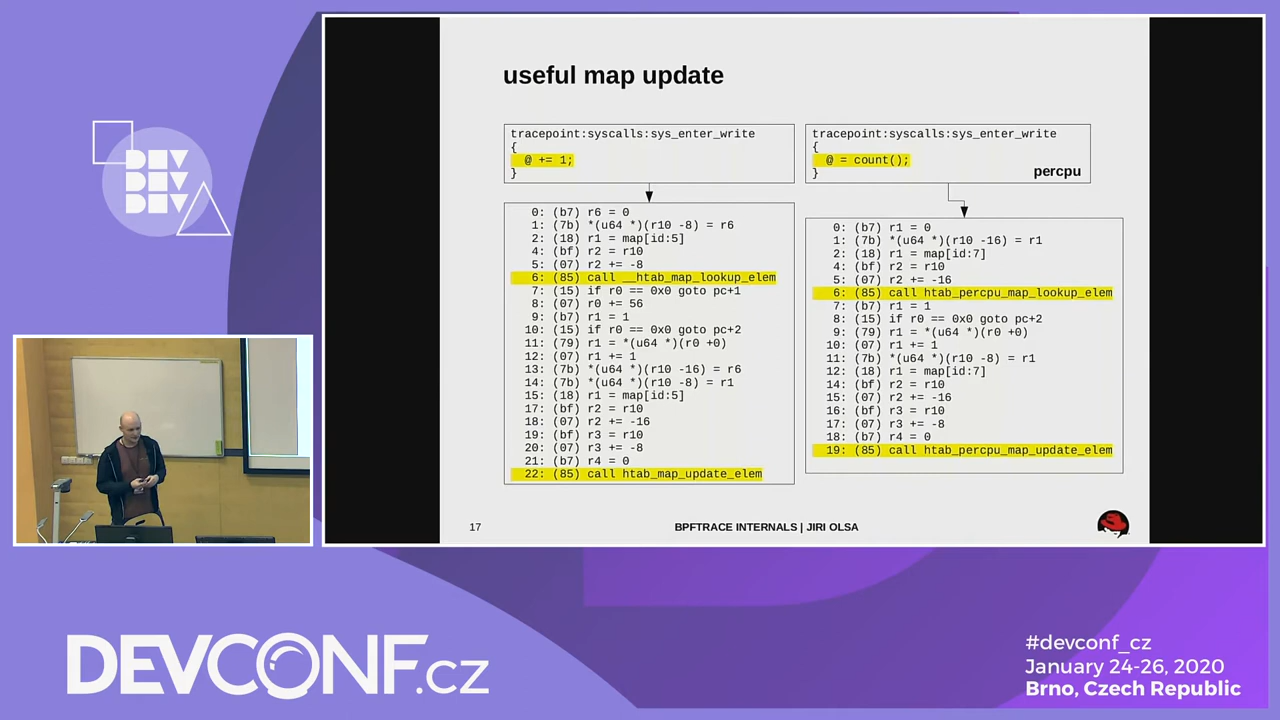 DEV
DEV
DEV
useful map update
tracepoint:syscalls:sys_enter_write
{
@ += 1;
}
0: (b7) r6 = 0
1: (7b) *(u64 *)(r10 -8) = r6
2: (18) r1 = map[id:5]
4: (bf) r2 = r10
5: (07) r2 += -8
6: (85) call __htab_map_lookup_elem
7: (15) if r0 == 0x0 goto pc+1
8: (07) r0 += 56
9: (b7) r1 = 1
10: (15) if r0 == 0x0 goto pc+2
11: (79) r1 = *(u64 *)(r0 +0)
12: (07) r1 += 1
13: (7b) *(u64 *)(r10 -16) = r6
14: (7b) *(u64 *)(r10 -8) = r1
15: (18) r1 = map[id:5]
17: (bf) r2 = r10
18: (07) r2 += -16
19: (bf) r3 = r10
20: (07) r3 += -8
21: (b7) r4 = 0
22: (85) call htab_map_update_elem
tracepoint:syscalls:sys_enter_write
{
@ = count();
}
percpu
0: (b7) r1 = 0
1: (7b) *(u64 *)(r10 -16) = r1
2: (18) r1 = map[id:7]
4: (bf) r2 = r10
5: (07) r2 += -16
6: (85) call htab_percpu_map_lookup_elem
7: (b7) r1 = 1
8: (15) if r0 == 0x0 goto pc+2
9: (79) r1 = *(u64 *)(r0 +0)
10: (07) r1 += 1
11: (7b) *(u64 *)(r10 -8) = r1
12: (18) r1 = map[id:7]
14: (bf) r2 = r10
15: (07) r2 += -16
16: (bf) r3 = r10
17: (07) r3 += -8
18: (b7) r4 = 0
19: (85) call htab_percpu_map_update_elem
17
BPFTRACE INTERNALS | JIRI OLSA
DEVCONF.cz
#devconf_cz
January 24-26, 2020
Brno, Czech Republic